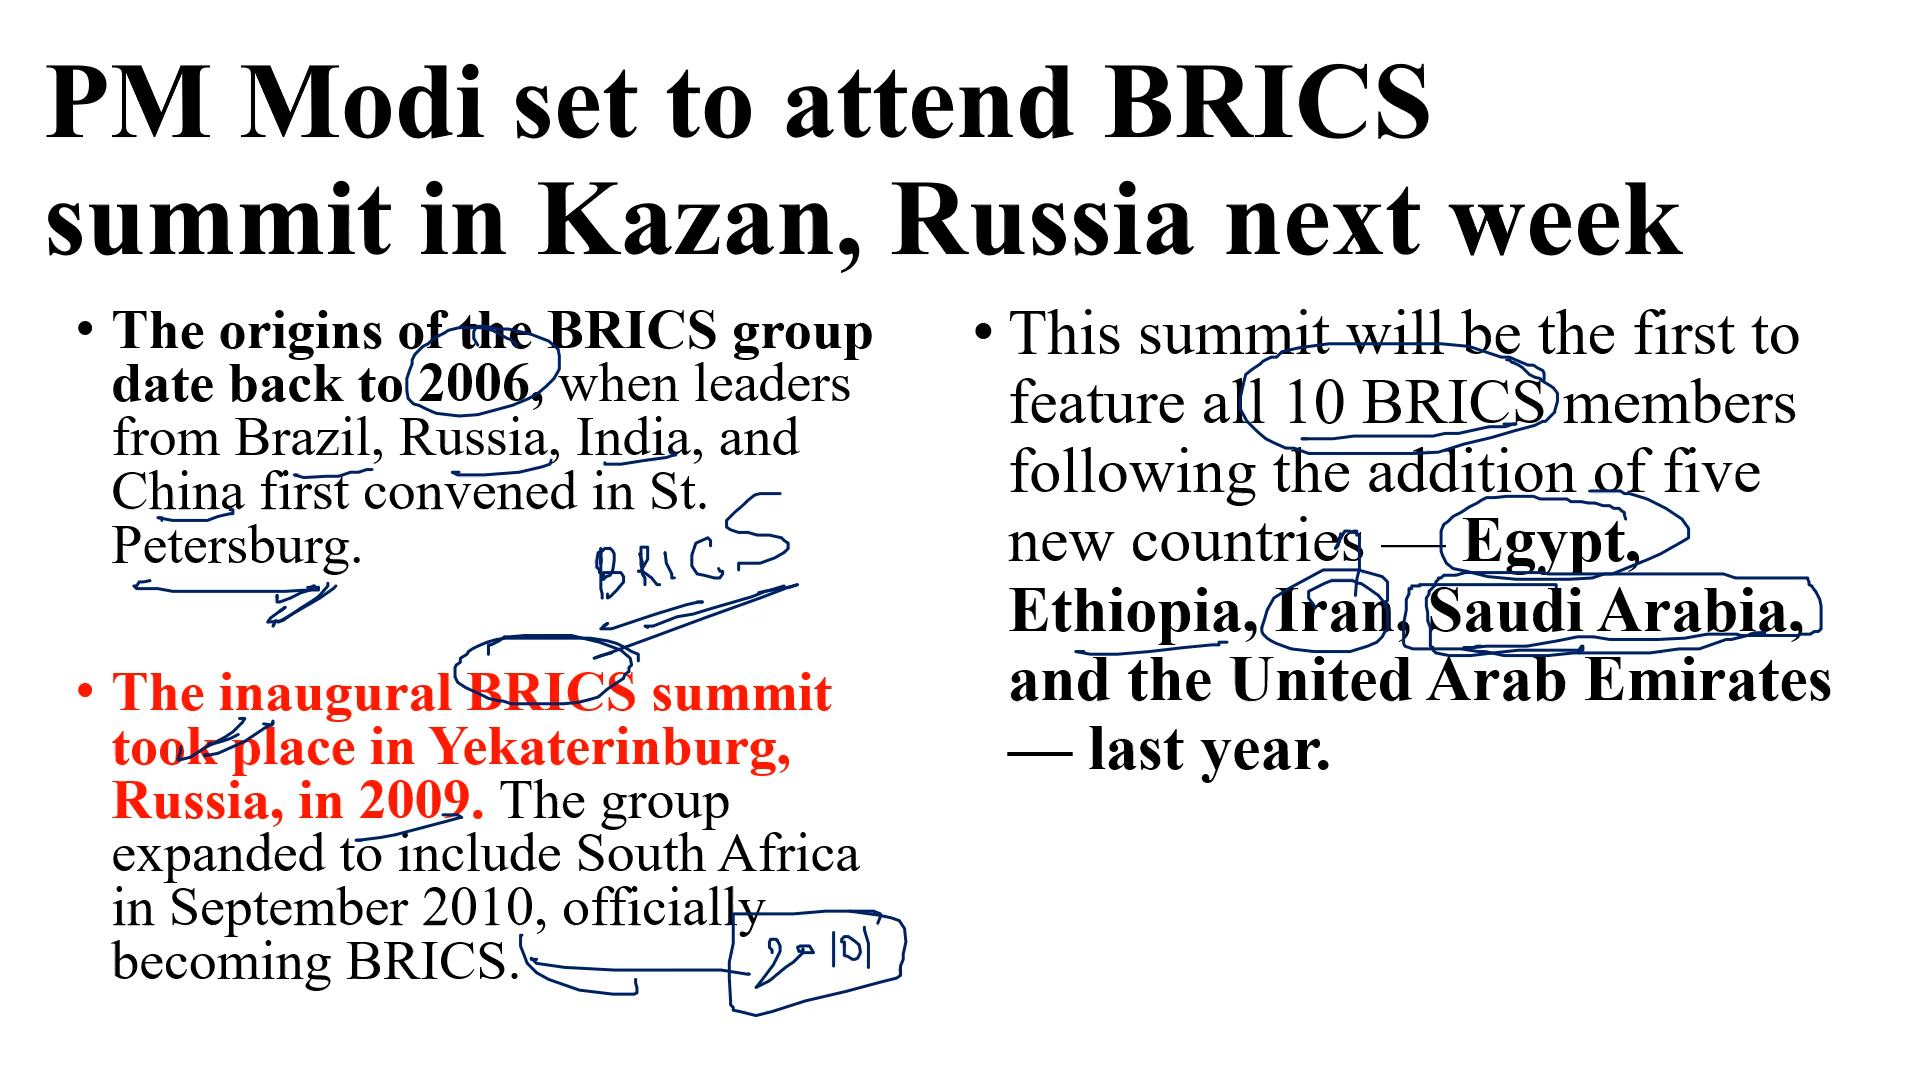 PM Modi set to attend BRICS
summit in Kazan, Russia next week
• The origins of the BRICS group
date back to 2006, when leaders
from Brazil, Russia, India, and
China first convened in St.
Petersburg.
BRICS
• The inaugural BRICS summit
took place in Yekaterinburg,
Russia, in 2009. The group
expanded to include South Africa
in September 2010, officially
becoming BRICS.
• This summit will be the first to
feature all 10 BRICS members
following the addition of five
new countries — Egypt,
Ethiopia, Iran, Saudi Arabia,
and the United Arab Emirates
— last year.